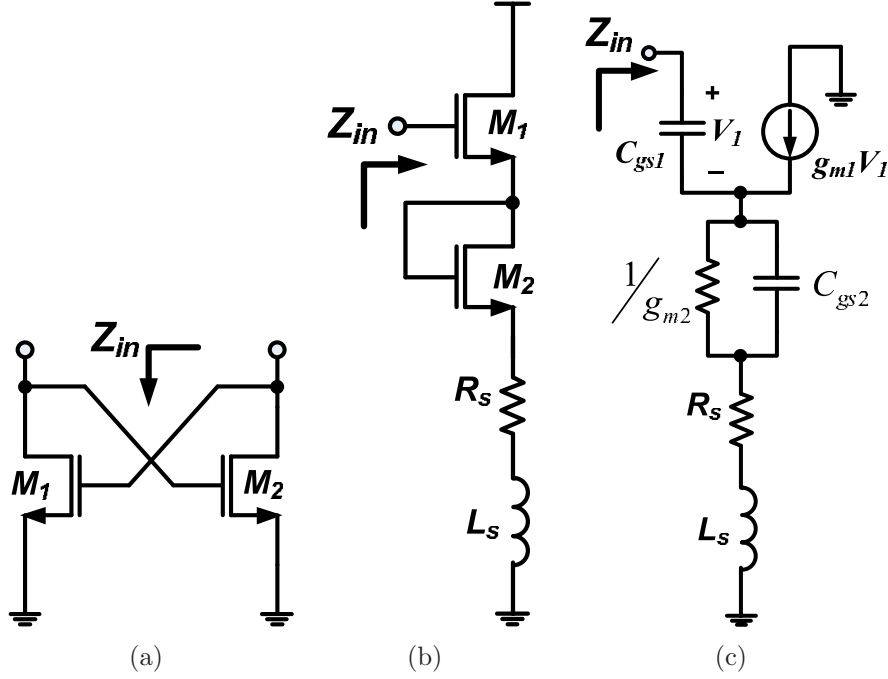 Z_in
M_1
M_2
(a)
Z_in
M_1
M_2
R_s
L_s
(b)
Z_in
+
V_1
C_gs1
−
g_m1V_1
1/g_m2
C_gs2
R_s
L_s
(c)